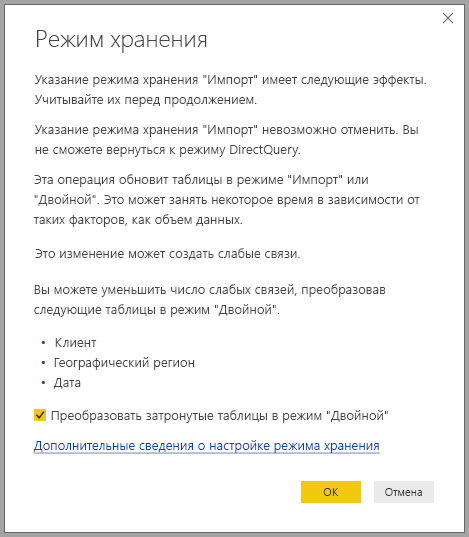 Режим хранения
Указание режима хранения "Импорт" имеет следующие эффекты.
Учитывайте их перед продолжением.
Указание режима хранения "Импорт" невозможно отменить. Вы
не сможете вернуться к режиму DirectQuery.
Эта операция обновит таблицы в режиме "Импорт" или
"Двойной". Это может занять некоторое время в зависимости от
таких факторов, как объем данных.
Это изменение может создать слабые связи.
Вы можете уменьшить число слабых связей, преобразовав
следующие таблицы в режим "Двойной".
• Клиент
• Географический регион
• Дата
Преобразовать затронутые таблицы в режим "Двойной"
Дополнительные сведения о настройке режима хранения
ОК Отмена